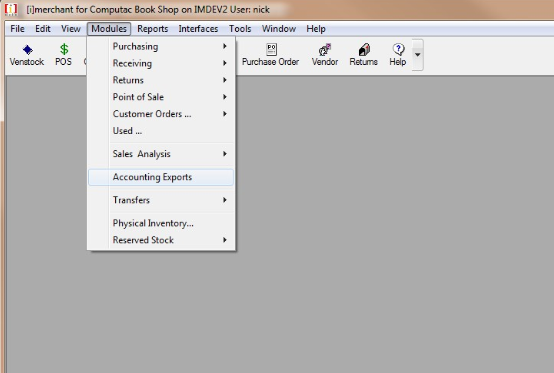 [i]merchant for Computac Book Shop on IMDEV2 User: nick
File Edit View Modules Reports Interfaces Tools Window Help
Venstock POS Purchase Order Vendor Returns Help
Purchasing
Receiving
Returns
Point of Sale
Customer Orders ...
Used ...
Sales Analysis
Accounting Exports
Transfers
Physical Inventory...
Reserved Stock